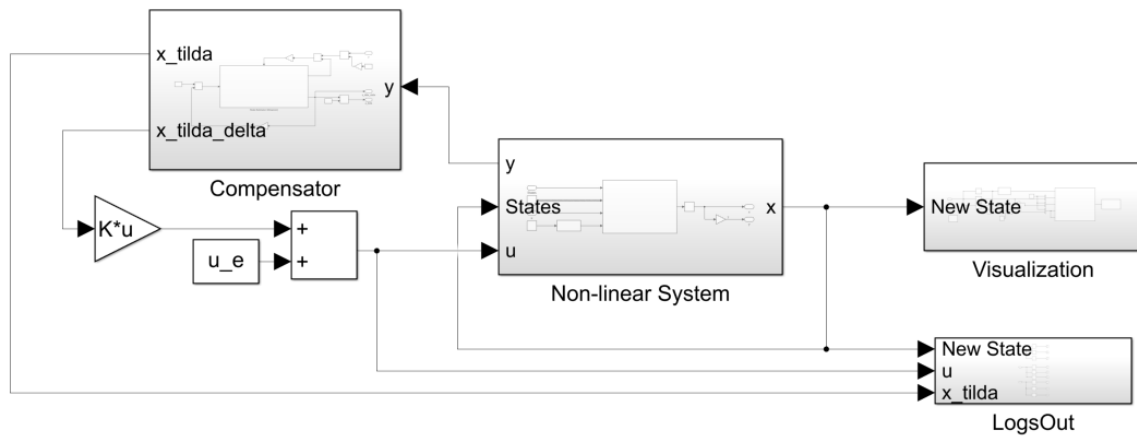 x_tilda
y
x_tilda_delta
Compensator
K*u
u_e
+
+
y
States
u
x
Non-linear System
New State
Visualization
New State
u
x_tilda
LogsOut